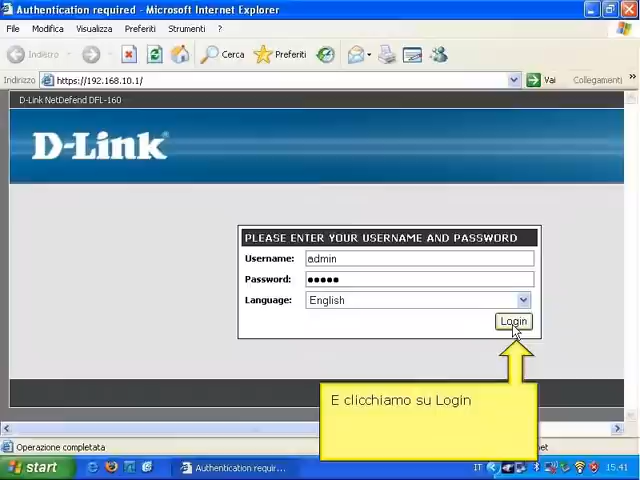 Authentication required - Microsoft Internet Explorer
File Modifica Visualizza Preferiti Strumenti ?
Indietro Cerca Preferiti
Indirizzo https://192.168.10.1/ Vai Collegamenti »
D-Link NetDefend DFL-160
D-Link
PLEASE ENTER YOUR USERNAME AND PASSWORD
Username: admin
Password: •••••
Language: English
Login
E clicchiamo su Login
Operazione completata
start Authentication requir... IT 15.41